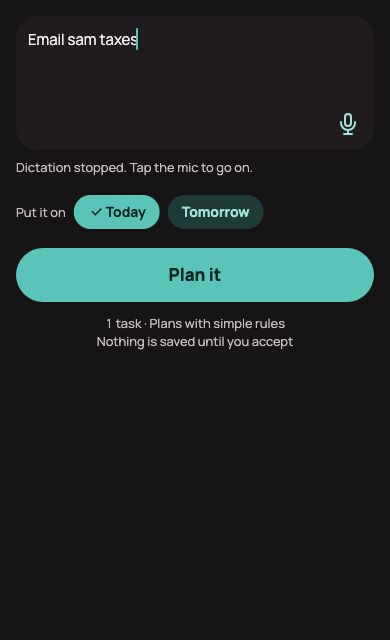 Email sam taxes
Dictation stopped. Tap the mic to go on.
Put it on Today Tomorrow
Plan it
1 task · Plans with simple rules
Nothing is saved until you accept